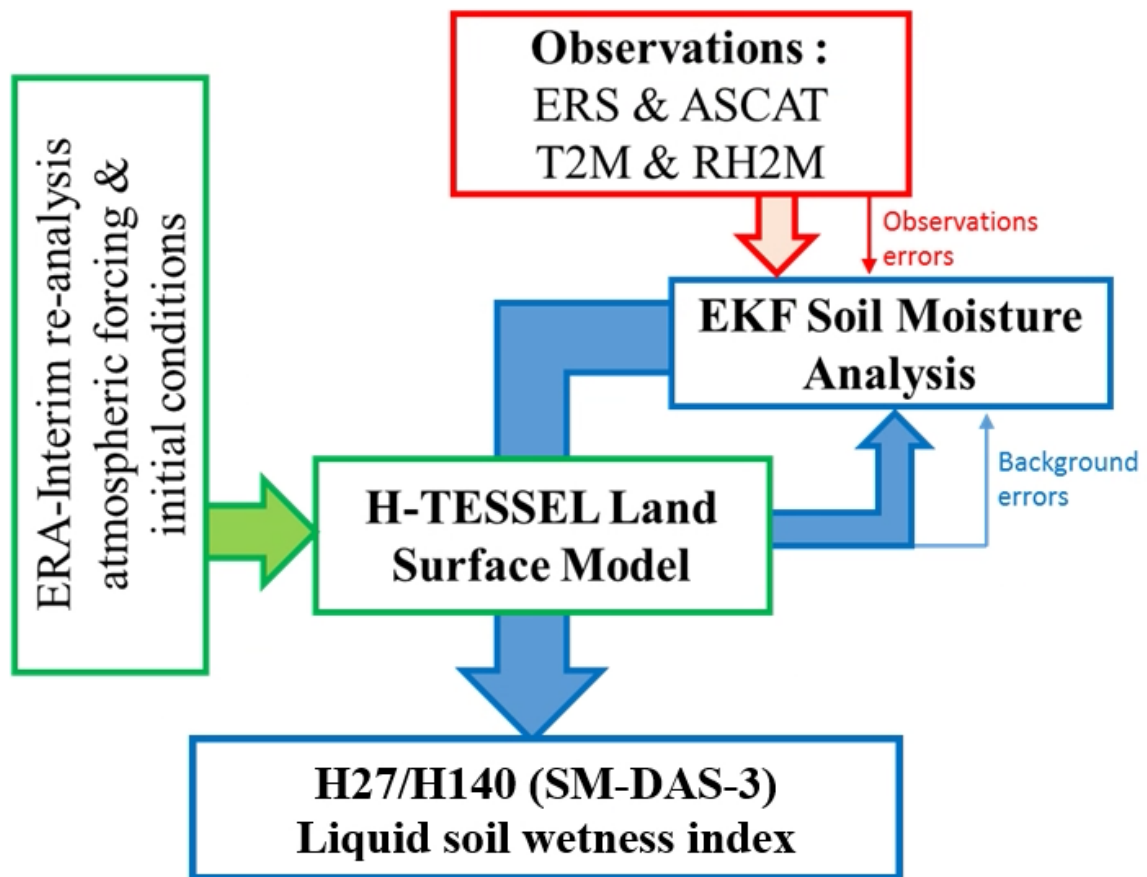 Observations :
ERS & ASCAT
T2M & RH2M
ERA-Interim re-analysis
atmospheric forcing &
initial conditions
Observations
errors
EKF Soil Moisture
Analysis
Background
errors
H-TESSEL Land
Surface Model
H27/H140 (SM-DAS-3)
Liquid soil wetness index